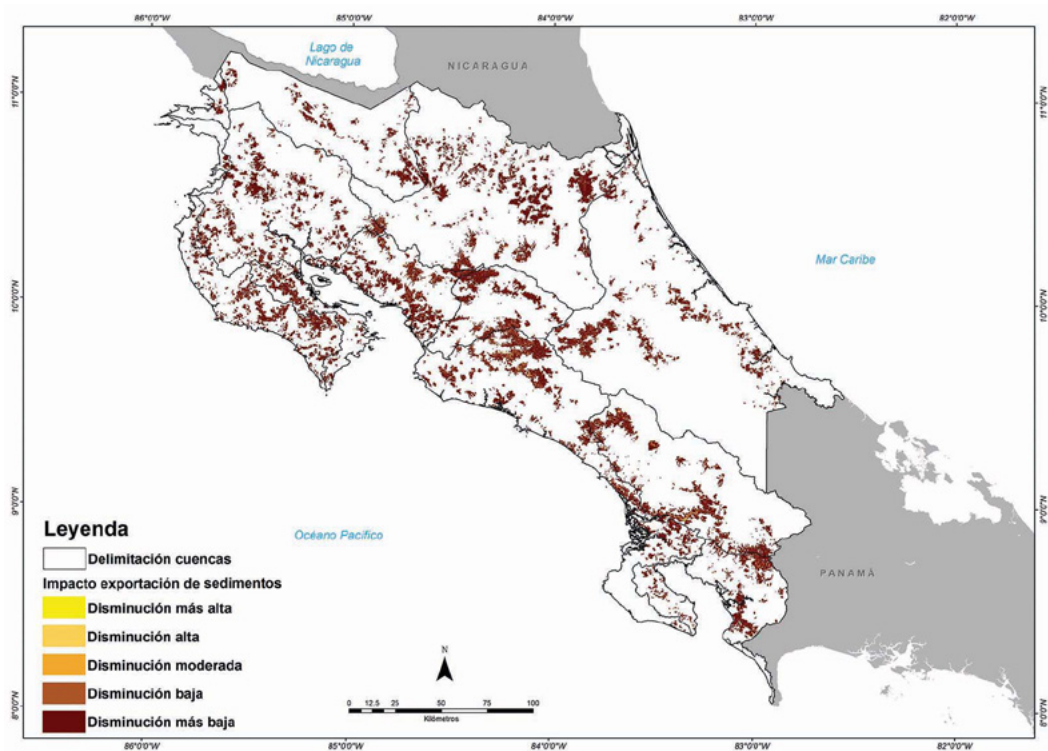 86°0'0"W 85°0'0"W 84°0'0"W 83°0'0"W 82°0'0"W
Lago de
Nicaragua
NICARAGUA
11°0'0"N 11°0'0"N
Mar Caribe
10°0'0"N 10°0'0"N
9°0'0"N 9°0'0"N
Océano Pacífico
PANAMÁ
Leyenda
Delimitación cuencas
Impacto exportación de sedimentos
Disminución más alta
Disminución alta
Disminución moderada
Disminución baja
Disminución más baja
N
0 12.5 25 50 75 100
Kilómetros
8°0'0"N 8°0'0"N
86°0'0"W 85°0'0"W 84°0'0"W 83°0'0"W 82°0'0"W